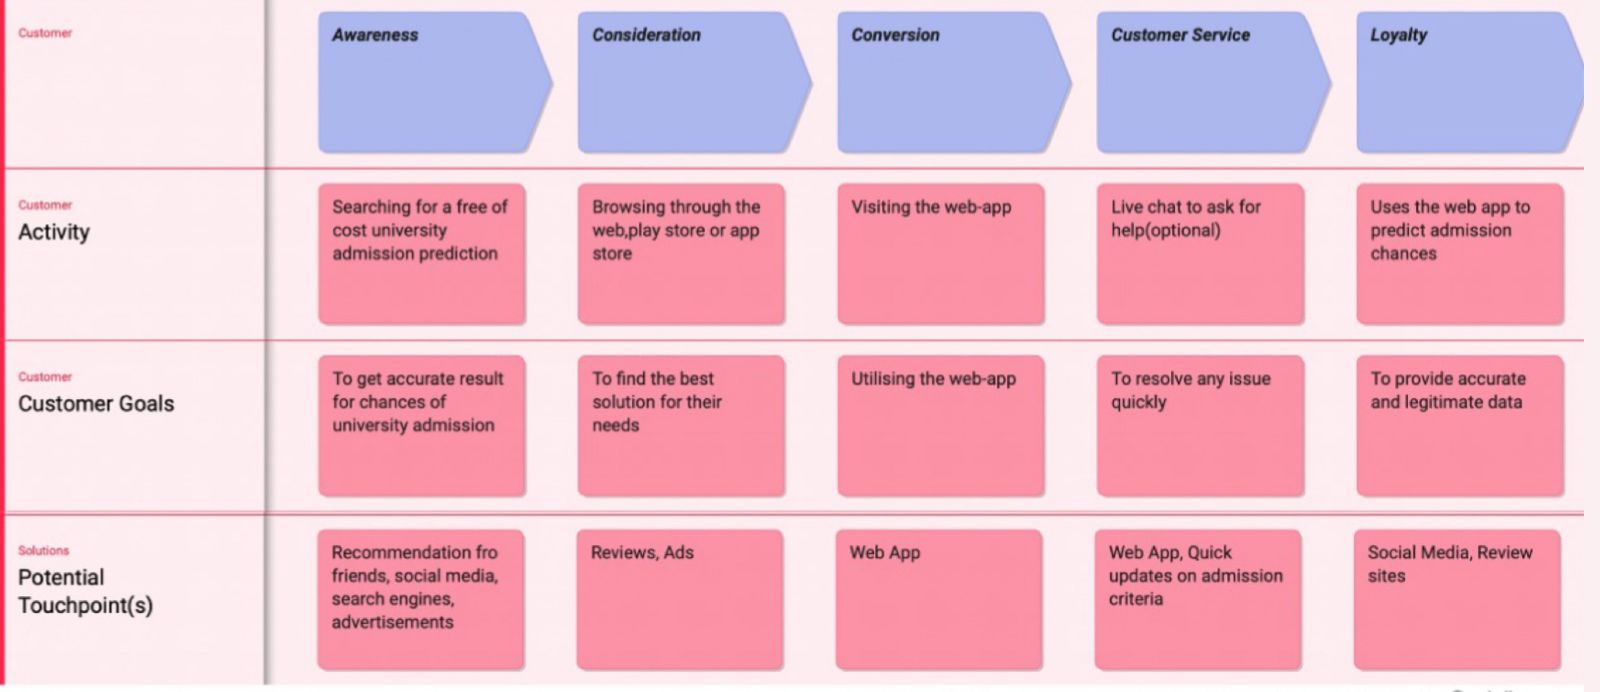 Customer
Awareness
Consideration
Conversion
Customer Service
Loyalty
Customer
Activity
Searching for a free of
cost university
admission prediction
Browsing through the
web,play store or app
store
Visiting the web-app
Live chat to ask for
help(optional)
Uses the web app to
predict admission
chances
Customer
Customer Goals
To get accurate result
for chances of
university admission
To find the best
solution for their
needs
Utilising the web-app
To resolve any issue
quickly
To provide accurate
and legitimate data
Solutions
Potential
Touchpoint(s)
Recommendation fro
friends, social media,
search engines,
advertisements
Reviews, Ads
Web App
Web App, Quick
updates on admission
criteria
Social Media, Review
sites